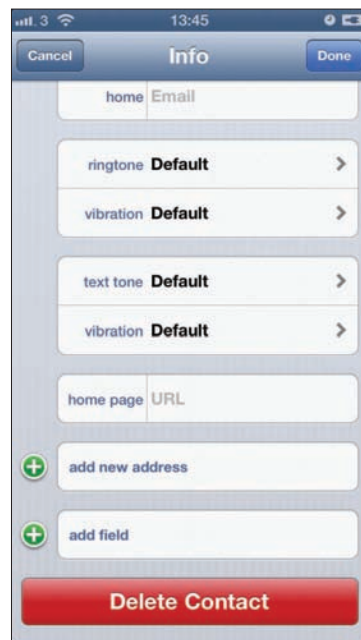 3 13:45
Cancel Info Done
home Email
ringtone Default
vibration Default
text tone Default
vibration Default
home page URL
add new address
add field
Delete Contact